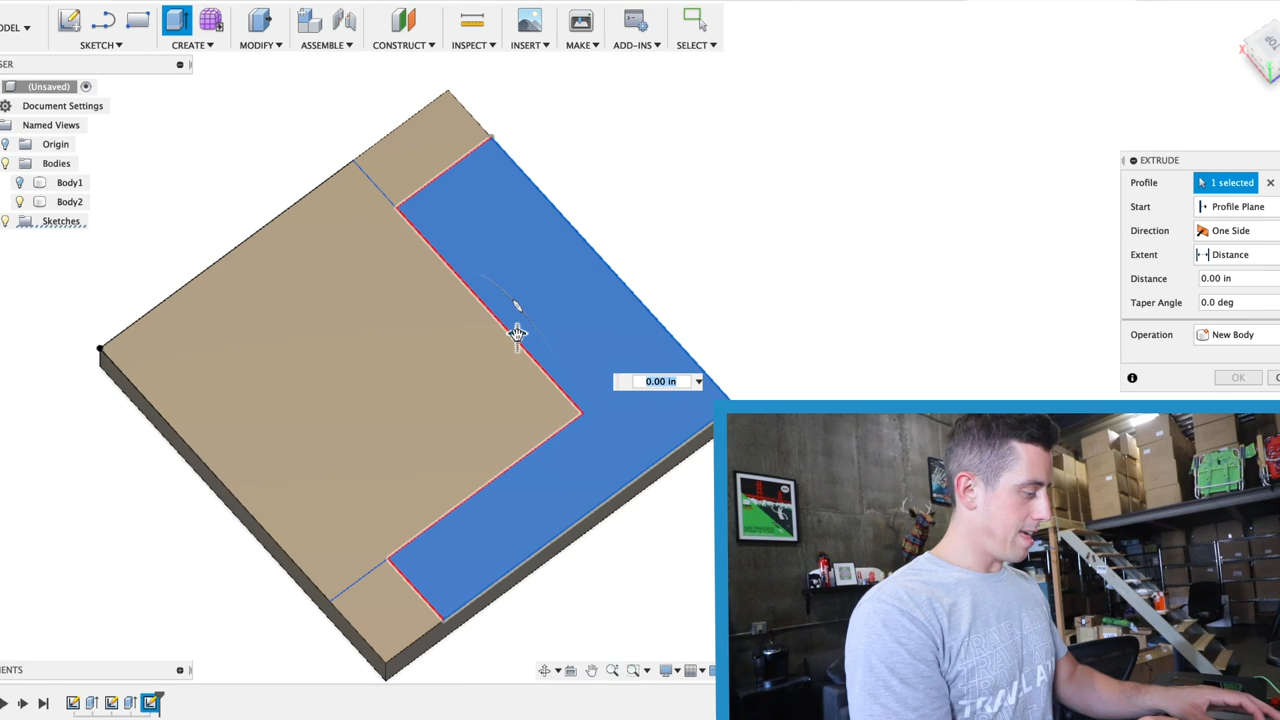 ODEL ▾
SKETCH ▾
CREATE ▾
MODIFY ▾
ASSEMBLE ▾
CONSTRUCT ▾
INSPECT ▾
INSERT ▾
MAKE ▾
ADD-INS ▾
SELECT ▾
SER
(Unsaved)
Document Settings
Named Views
Origin
Bodies
Body1
Body2
Sketches
TOP
X
EXTRUDE
Profile 1 selected
Start Profile Plane
Direction One Side
Extent Distance
Distance 0.00 in
Taper Angle 0.0 deg
Operation New Body
OK
0.00 in
MENTS